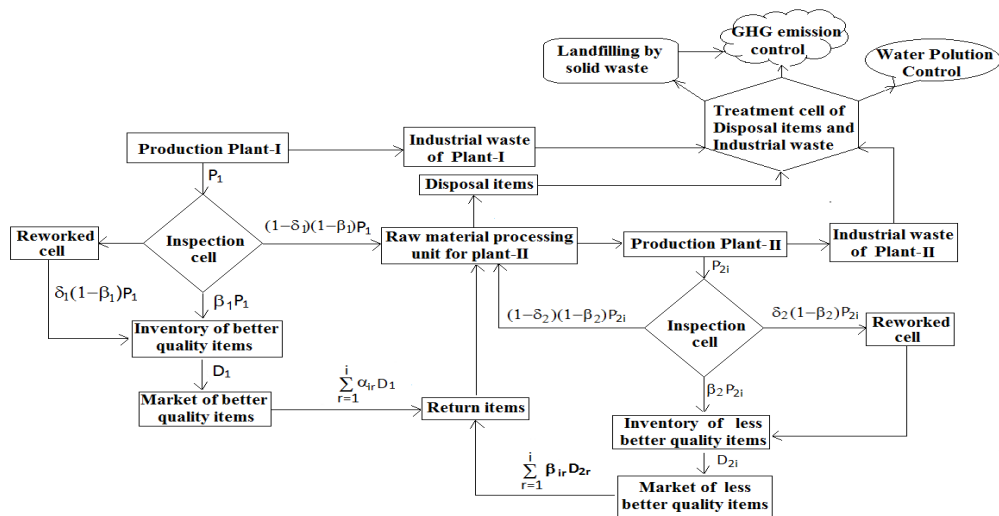 GHG emission
control
Landfilling by
solid waste
Water Polution
Control
Treatment cell of
Disposal items and
Industrial waste
Production Plant-I
Industrial waste
of Plant-I
Disposal items
P₁
Reworked
cell
Inspection
cell
(1-δ₁)(1-β₁)P₁
Raw material processing
unit for plant-II
Production Plant-II
Industrial waste
of Plant-II
P₂ᵢ
δ₁(1-β₁)P₁
β₁P₁
(1-δ₂)(1-β₂)P₂ᵢ
Inspection
cell
δ₂(1-β₂)P₂ᵢ
Reworked
cell
Inventory of better
quality items
D₁
β₂P₂ᵢ
Market of better
quality items
i
∑ αᵢᵣD₁
r=1
Return items
Inventory of less
better quality items
D₂ᵢ
i
∑ βᵢᵣD₂ᵣ
r=1
Market of less
better quality items